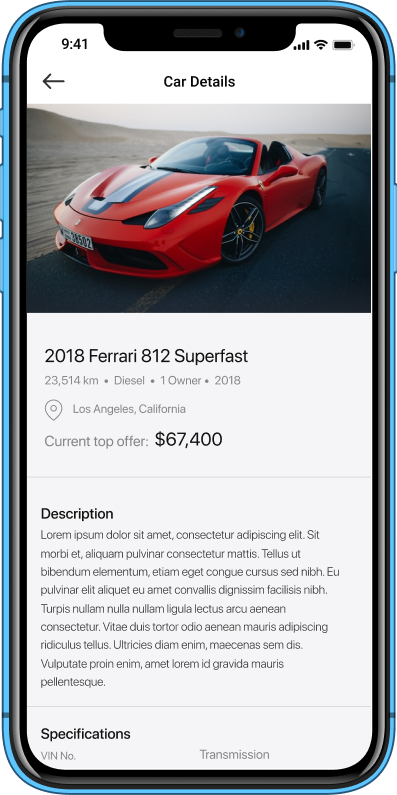 9:41
Car Details
38502
2018 Ferrari 812 Superfast
23,514 km • Diesel • 1 Owner • 2018
Los Angeles, California
Current top offer: $67,400
Description
Lorem ipsum dolor sit amet, consectetur adipiscing elit. Sit
morbi et, aliquam pulvinar consectetur mattis. Tellus ut
bibendum elementum, etiam eget congue cursus sed nibh. Eu
pulvinar elit aliquet eu amet convallis dignissim facilisis nibh.
Turpis nullam nulla nullam ligula lectus arcu aenean
consectetur. Vitae duis tortor odio aenean mauris adipiscing
ridiculus tellus. Ultricies diam enim, maecenas sem dis.
Vulputate proin enim, amet lorem id gravida mauris
pellentesque.
Specifications
VIN No. Transmission